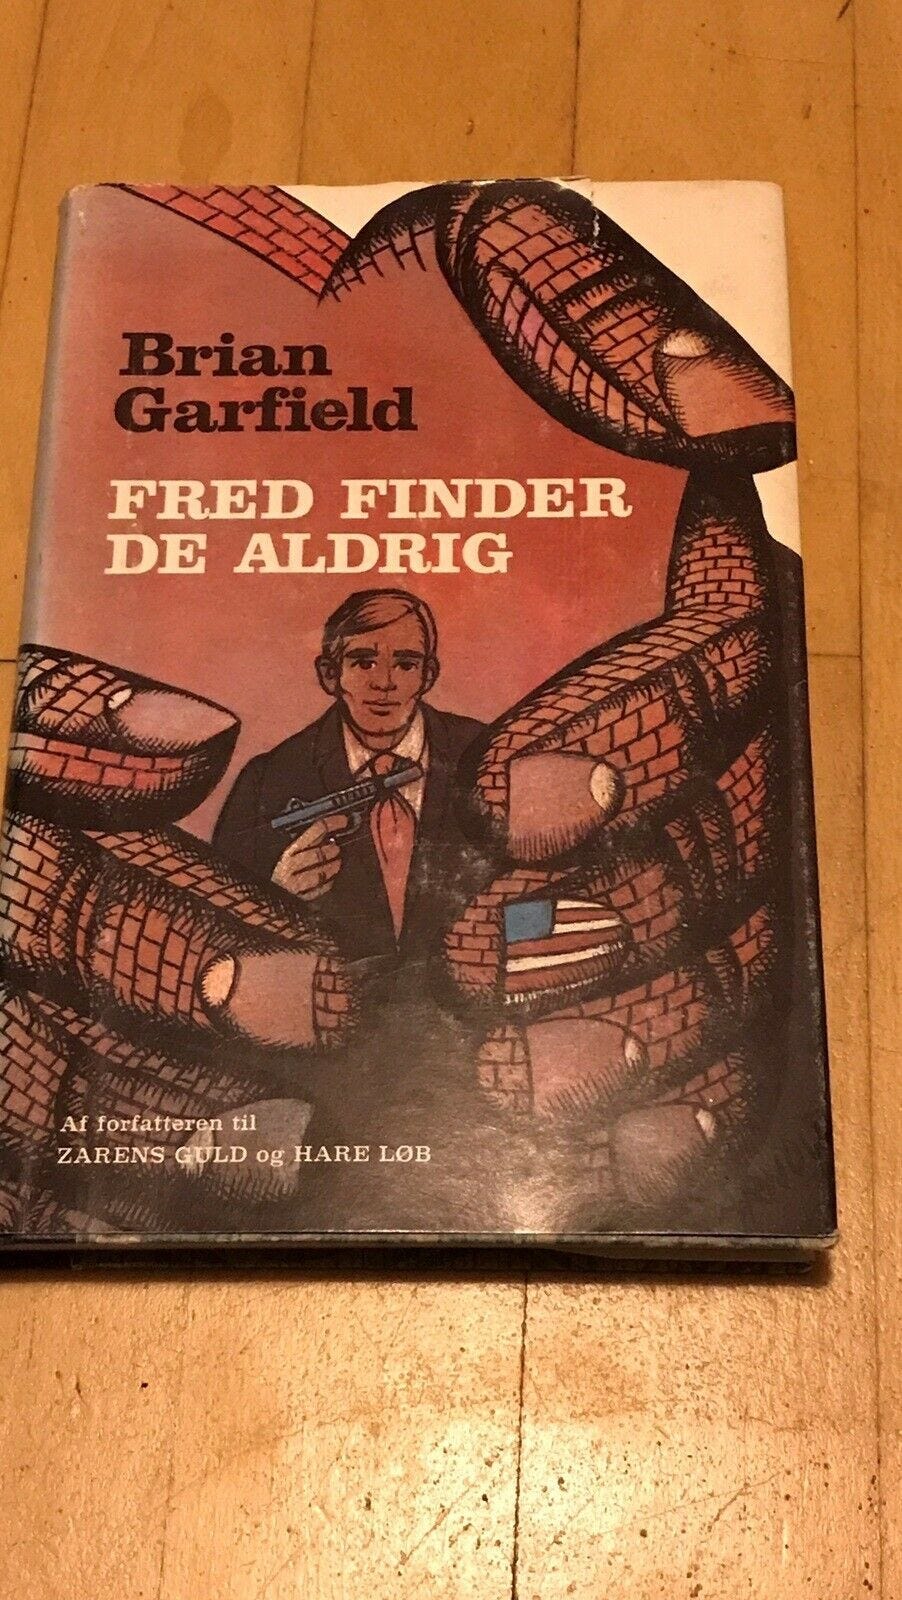 Brian
Garfield
FRED FINDER
DE ALDRIG
Af forfatteren til
ZARENS GULD og HARE LØB